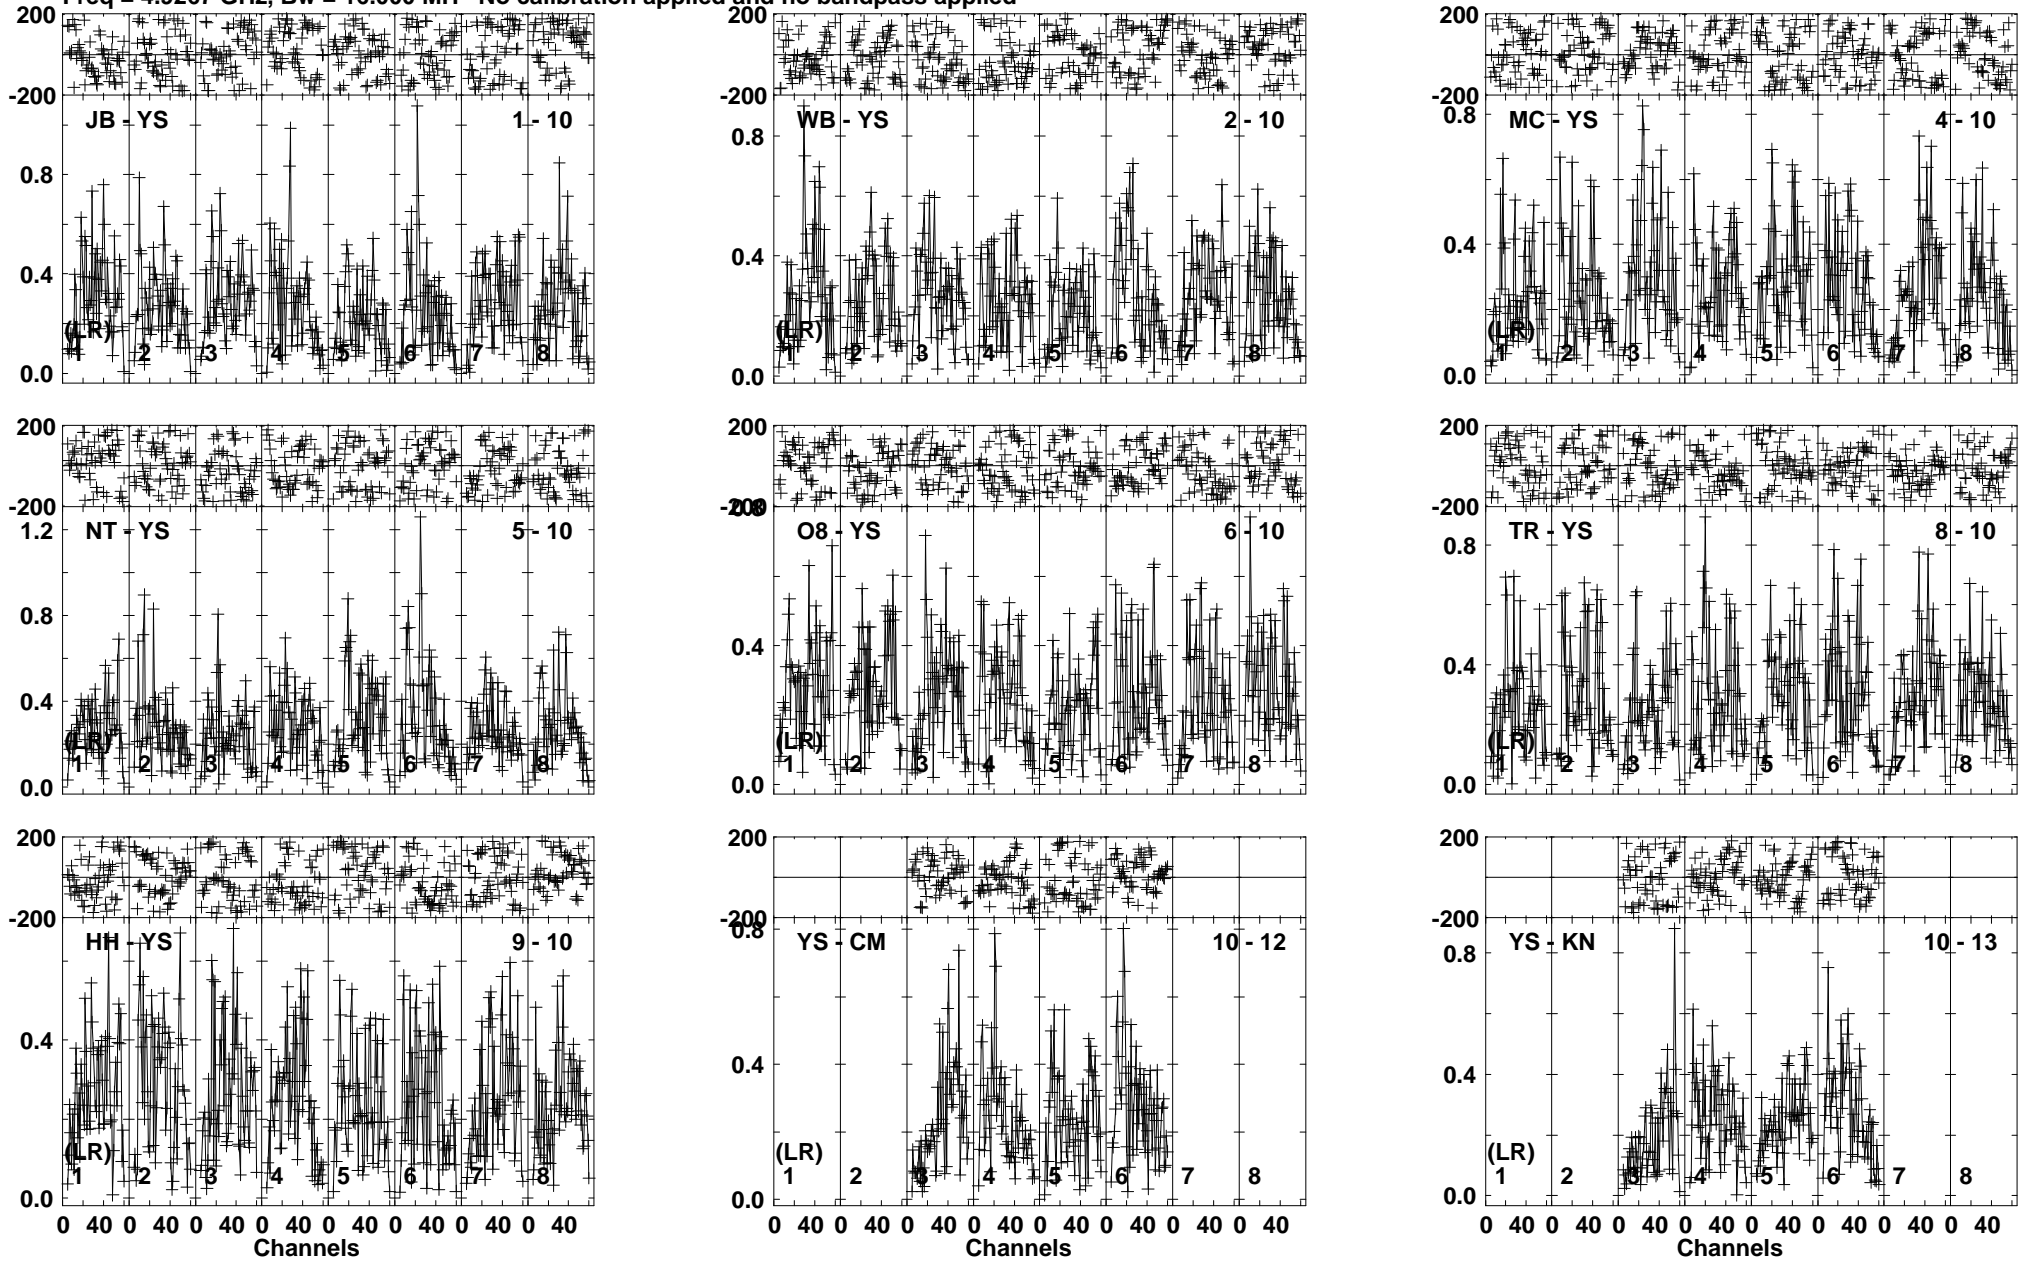 No calibration applied and no bandpass applied
200 200 200
-200 -200 -200
JB - YS 1 - 10 WB - YS 2 - 10 MC - YS 4 - 10
0.8 0.8 0.8
0.4 0.4 0.4
(LR) (LR) (LR)
1 2 3 4 5 6 7 8 1 2 3 4 5 6 7 8 1 2 3 4 5 6 7 8
0.0 0.0 0.0
200 200 200
-200 -200 0.8 -200
NT - YS 5 - 10 O8 - YS 6 - 10 TR - YS 8 - 10
1.2 0.8
0.8 0.4 0.4
0.4
(LR) (LR) (LR)
1 2 3 4 5 6 7 8 1 2 3 4 5 6 7 8 1 2 3 4 5 6 7 8
0.0 0.0 0.0
200 200 200
-200 -200 -200
HH - YS 9 - 10 YS - CM 10 - 12 YS - KN 10 - 13
0.8 0.8
0.4 0.4 0.4
(LR) (LR) (LR)
1 2 3 4 5 6 7 8 1 2 3 4 5 6 7 8 1 2 3 4 5 6 7 8
0.0 0.0 0.0
0 40 0 40 0 40 0 40 0 40 0 40 0 40 0 40 0 40 0 40 0 40 0 40 0 40 0 40 0 40 0 40 0 40 0 40 0 40 0 40 0 40 0 40 0 40 0 40
Channels Channels Channels